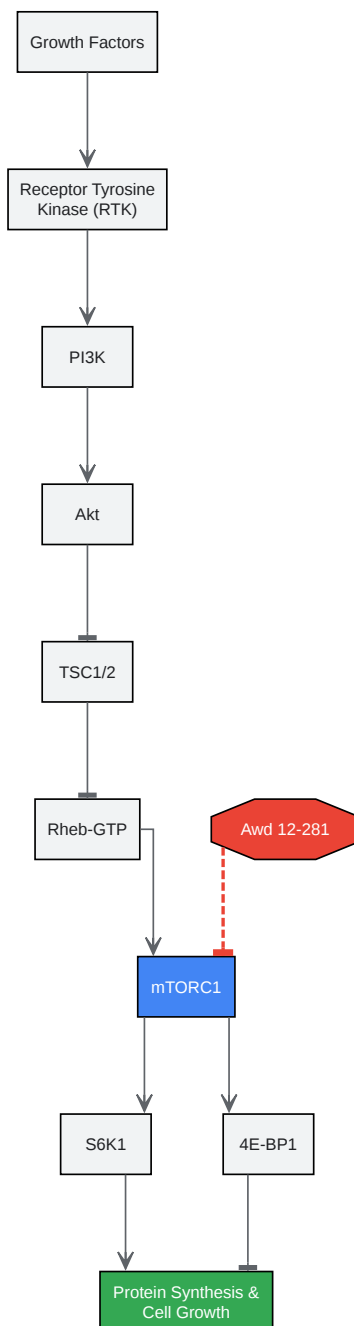 Growth Factors
Receptor Tyrosine
Kinase (RTK)
PI3K
Akt
TSC1/2
Rheb-GTP
Awd 12-281
mTORC1
S6K1
4E-BP1
Protein Synthesis &
Cell Growth